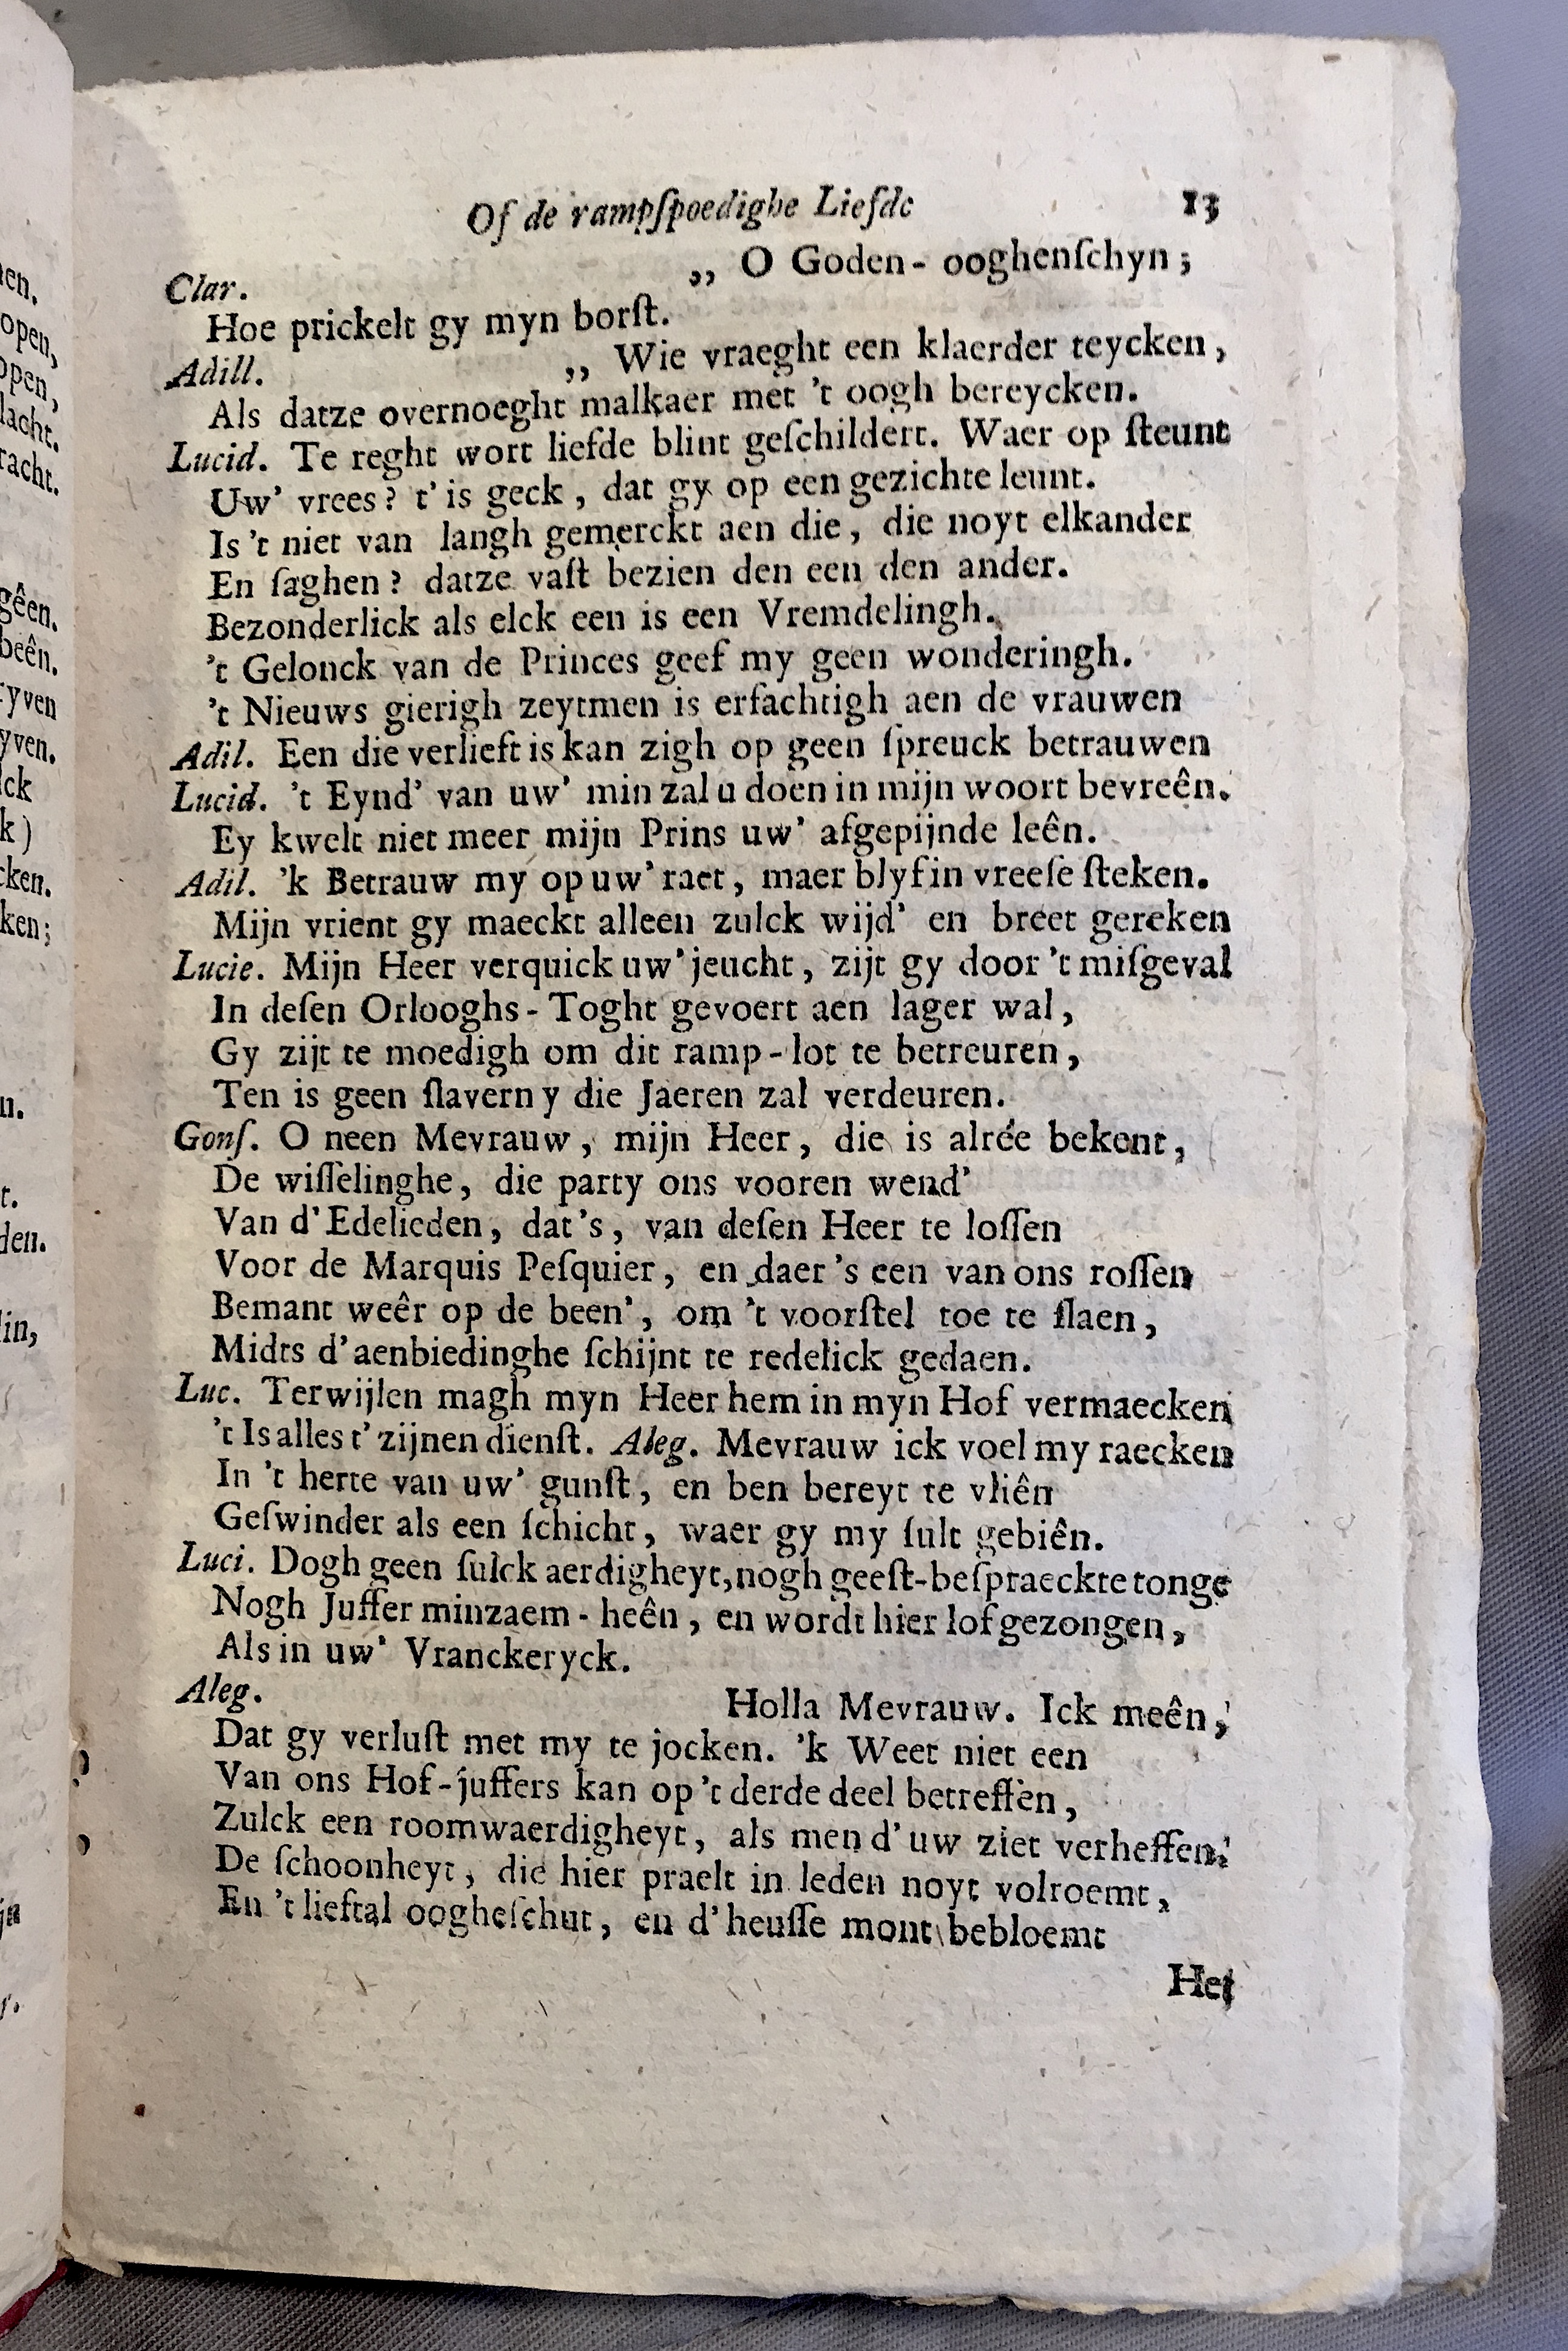 Of de rampſpoedighe Liefde 13
Clar. ,, O Goden- ooghenſchyn;
Hoe prickelt gy myn borſt.
Adill. ,, Wie vraeght een klaerder teycken,
Als datze overnoeght malkaer met 't oogh bereycken.
Lucid. Te reght wort liefde blint geſchildert. Waer op ſteunt
Uw' vrees? t' is geck, dat gy op een gezichte leunt.
Is 't niet van langh gemerckt aen die, die noyt elkander
En ſaghen? datze vaſt bezien den een den ander.
Bezonderlick als elck een is een Vremdelingh.
't Gelonck van de Princes geef my geen wonderingh.
't Nieuws gierigh zeytmen is erfachtigh aen de vrauwen
Adil. Een die verlieft is kan zigh op geen ſpreuck betrauwen
Lucid. 't Eynd' van uw' min zal u doen in mijn woort bevreên.
Ey kwelt niet meer mijn Prins uw' afgepijnde leên.
Adil. 'k Betrauw my op uw' raet, maer blyf in vreeſe ſteken.
Mijn vrient gy maeckt alleen zulck wijd' en breet gereken
Lucie. Mijn Heer verquick uw' jeucht, zijt gy door 't miſgeval
In deſen Orlooghs-Toght gevoert aen lager wal,
Gy zijt te moedigh om dit ramp-lot te betreuren,
Ten is geen ſlaverny die Jaeren zal verdeuren.
Gonſ. O neen Mevrauw, mijn Heer, die is alrée bekent,
De wiſſelinghe, die party ons vooren wend'
Van d'Edelieden, dat's, van deſen Heer te loſſen
Voor de Marquis Peſquier, en daer 's een van ons roſſen
Bemant weêr op de been', om 't voorſtel toe te ſlaen,
Midts d'aenbiedinghe ſchijnt te redelick gedaen.
Luc. Terwijlen magh myn Heer hem in myn Hof vermaecken
't Is alles t' zijnen dienſt. Aleg. Mevrauw ick voel my raecken
In 't herte van uw' gunſt, en ben bereyt te vliên
Geſwinder als een ſchicht, waer gy my ſult gebiên.
Luci. Dogh geen ſulck aerdigheyt, nogh geeſt-beſpraeckte tonge
Nogh Juffer minzaem-heên, en wordt hier lof gezongen,
Als in uw' Vranckeryck.
Aleg. Holla Mevrauw. Ick meên,
Dat gy verluſt met my te jocken. 'k Weet niet een
Van ons Hof-juffers kan op 't derde deel betreffen,
Zulck een roomwaerdigheyt, als men d' uw ziet verheffen.
De ſchoonheyt, die hier praelt in leden noyt volroemt,
En 't lieftal oogheſchut, en d' heuſſe mont bebloemt
Het